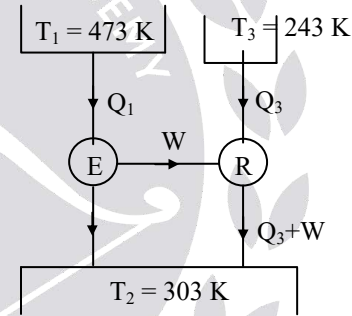 T₁ = 473 K
T₃ = 243 K
Q₁
Q₃
W
E
R
Q₃+W
T₂ = 303 K